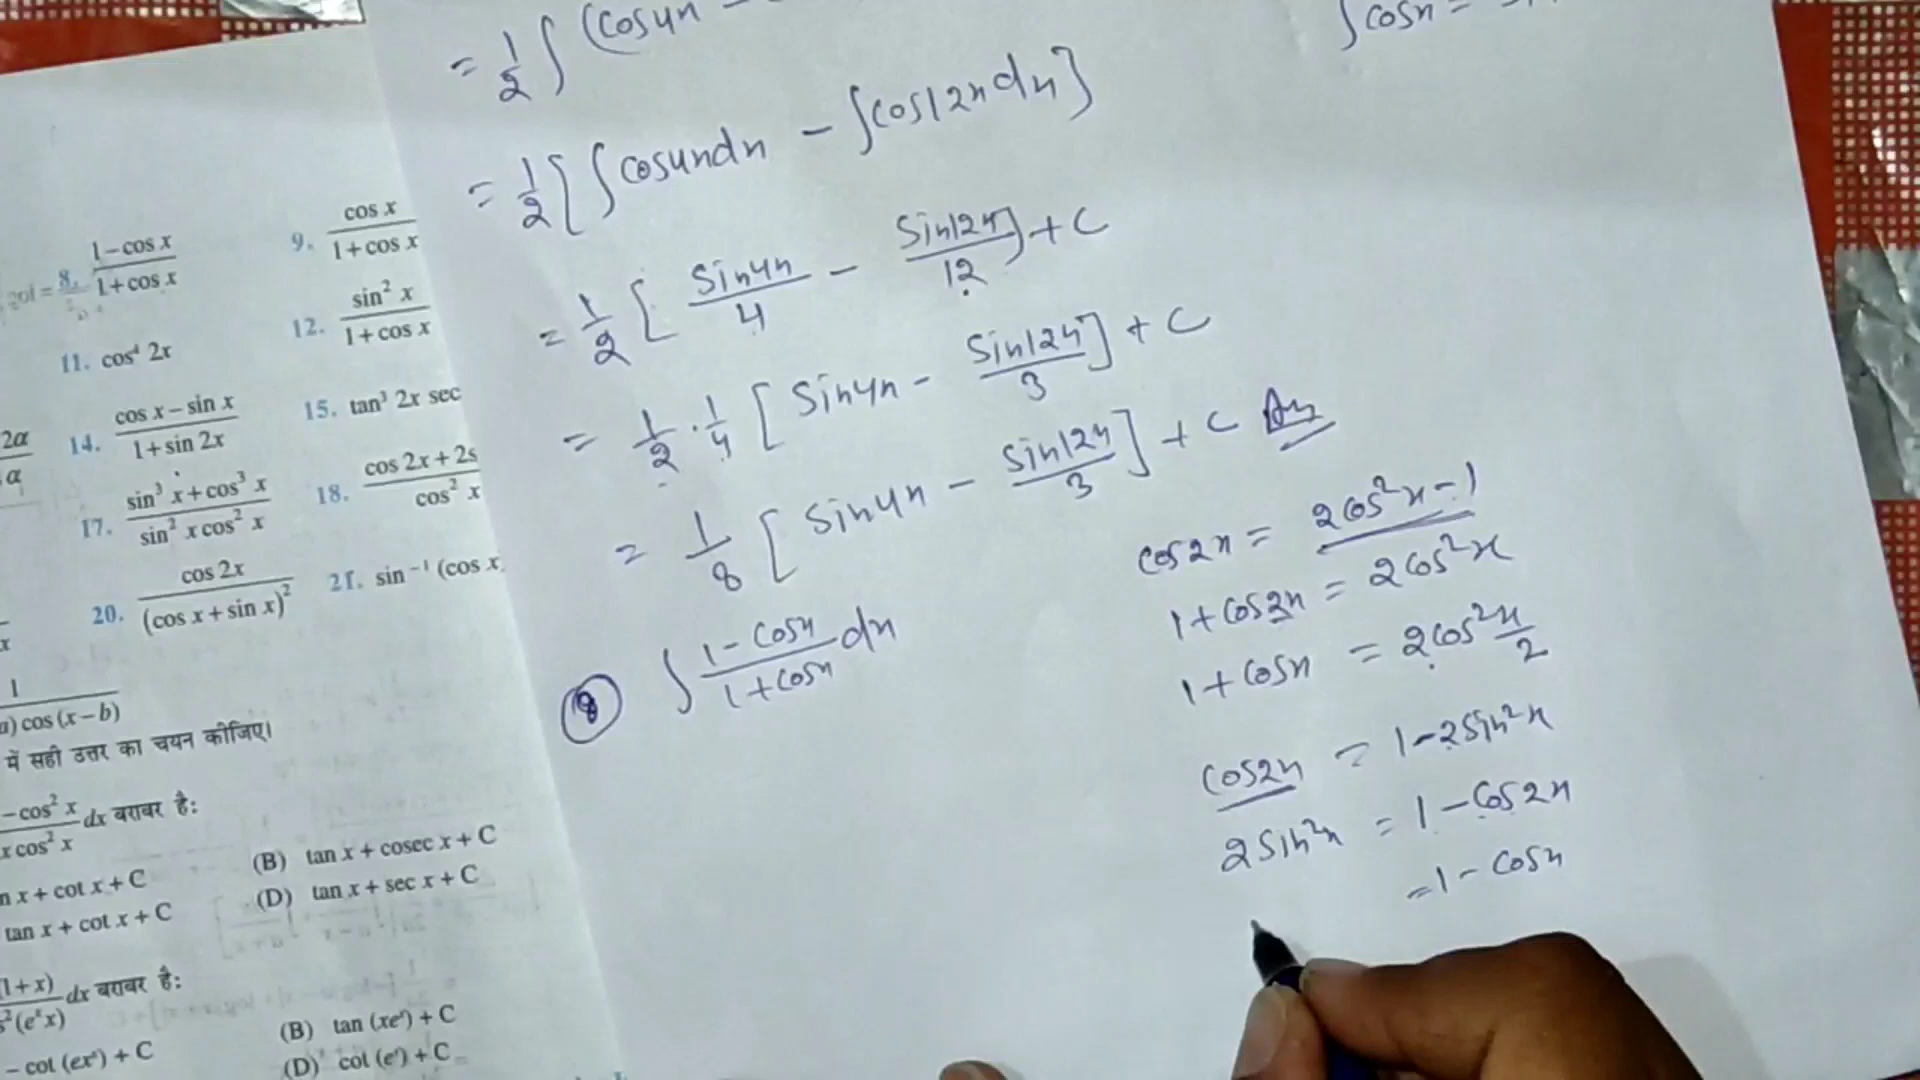 8. 1-cos x / 1+cos x
9. cos x / 1+cos x
11. cos⁴ 2x
12. sin² x / 1+cos x
14. cos x – sin x / 1+sin 2x
15. tan³ 2x sec
17. sin³ x + cos³ x / sin² x cos² x
18. cos 2x + 2s / cos² x
20. cos 2x / (cos x + sin x)²
21. sin⁻¹ (cos x
2α
α
1
) cos (x – b)
में सही उत्तर का चयन कीजिए।
-cos² x / x cos² x dx बराबर है:
n x + cot x + C
(B) tan x + cosec x + C
tan x + cot x + C
(D) tan x + sec x + C
(1+x) / s²(eˣx) dx बराबर है:
(B) tan (xeˣ) + C
– cot (exˣ) + C
(D) cot (eˣ) + C
= 1/2 ∫ (cos4x –
∫cosx =
= 1/2 [∫cos4xdx – ∫cos12xdx]
= 1/2 [ sin4x/4 – sin12x/12 ] + C
= 1/2 . 1/4 [ sin4x – sin12x/3 ] + C
= 1/8 [ sin4x – sin12x/3 ] + C Ans
8 ∫ 1-cosx / 1+cosx dx
cos2x = 2cos²x-1
1+cos2x = 2cos²x
1+cosx = 2cos² x/2
cos2x = 1-2sin²x
2sin²x = 1-cos2x
= 1-cosx